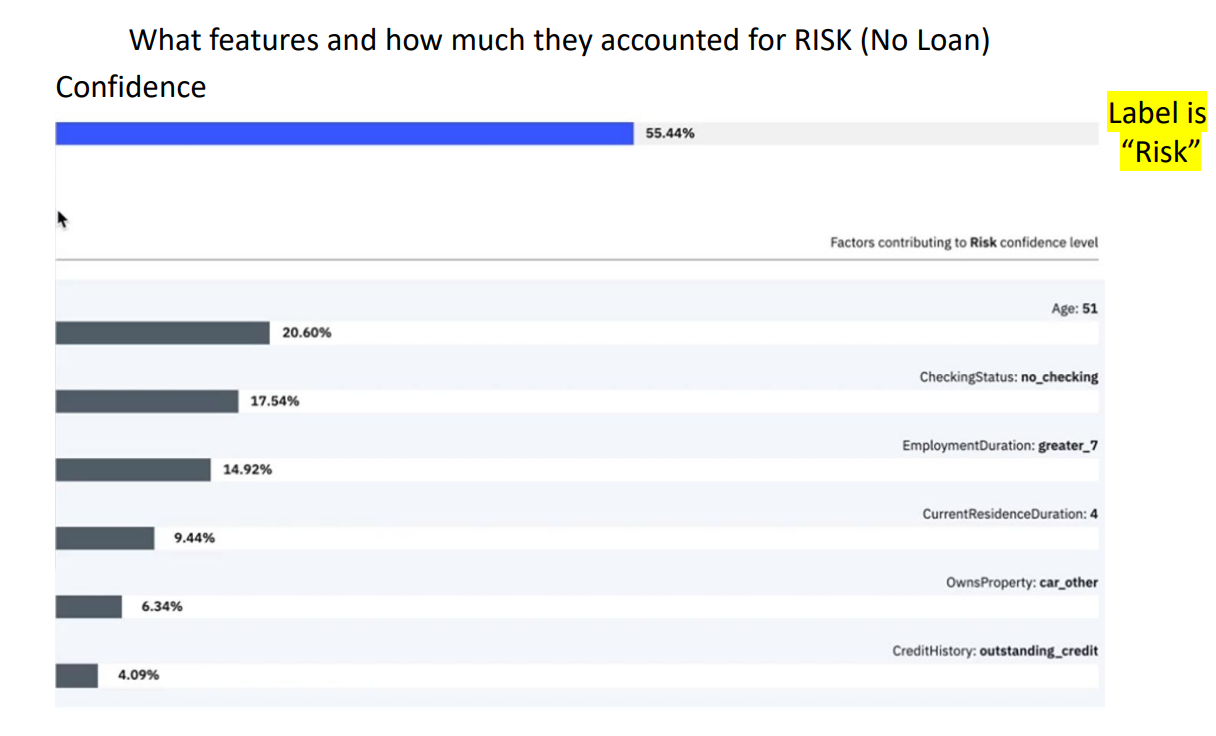 What features and how much they accounted for RISK (No Loan)
Confidence
55.44%
Label is
“Risk”
Factors contributing to Risk confidence level
Age: 51
20.60%
CheckingStatus: no_checking
17.54%
EmploymentDuration: greater_7
14.92%
CurrentResidenceDuration: 4
9.44%
OwnsProperty: car_other
6.34%
CreditHistory: outstanding_credit
4.09%